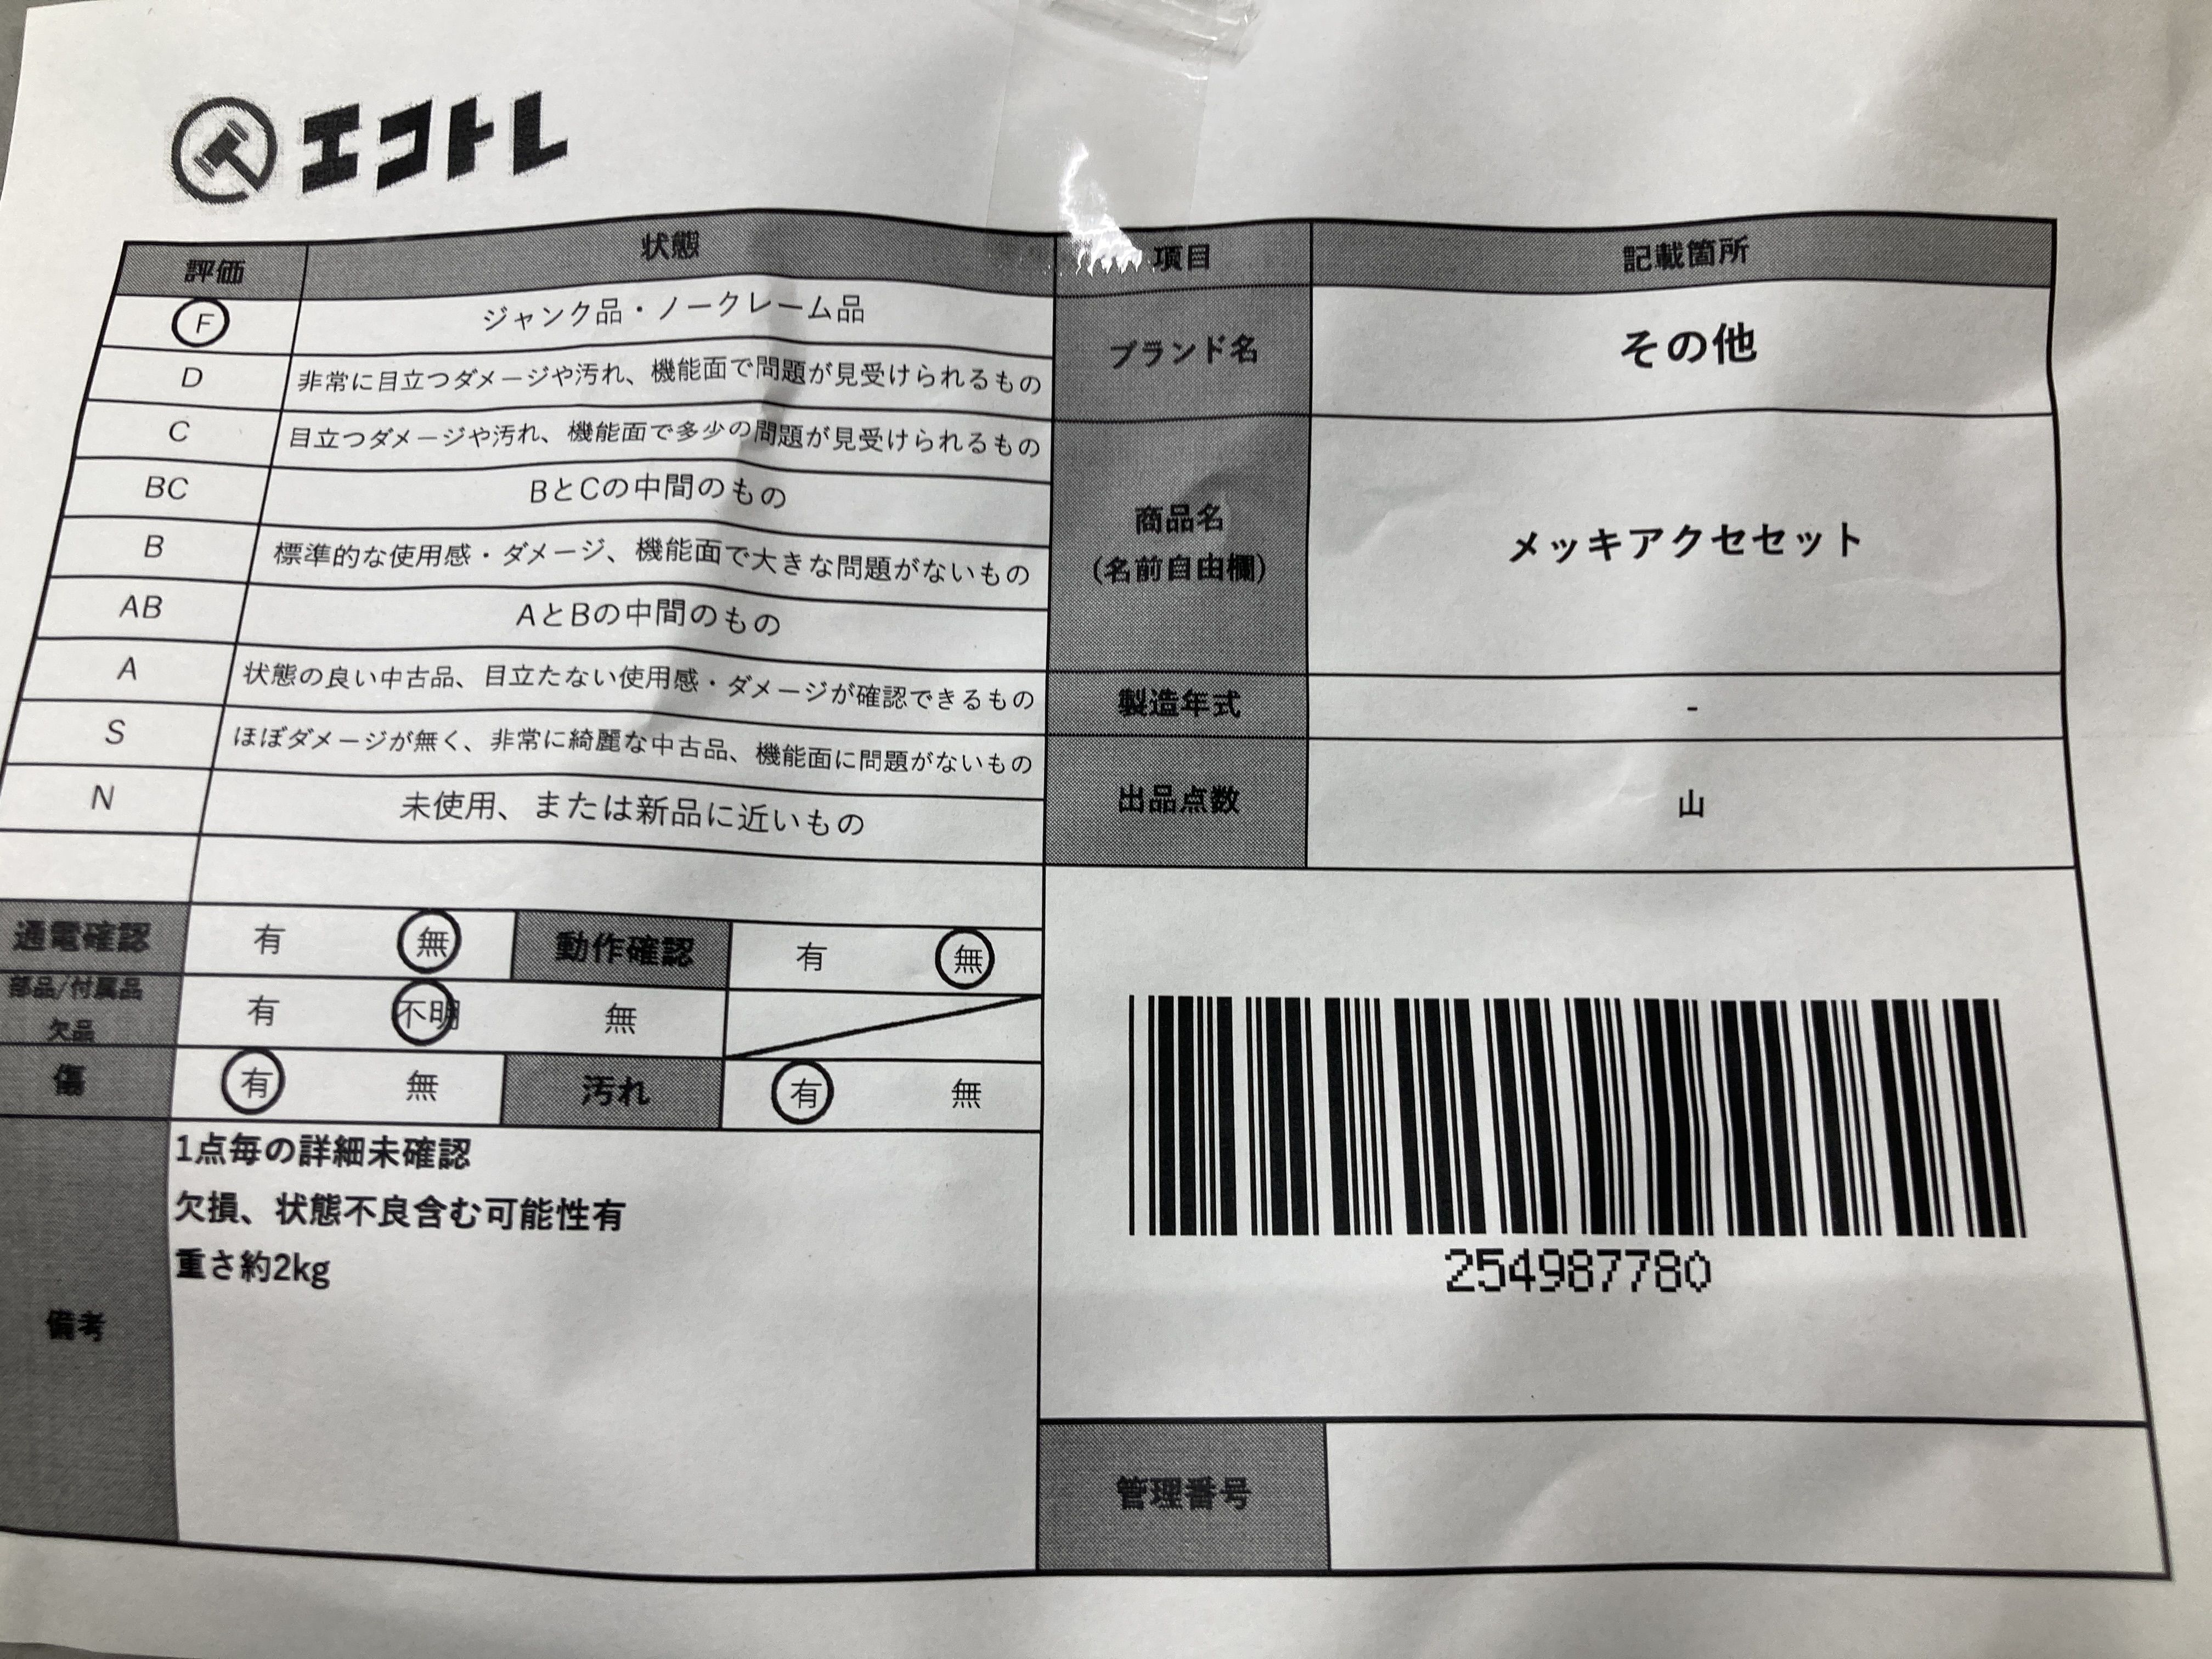 エコトレ
評価 状態
F ジャンク品・ノークレーム品
D 非常に目立つダメージや汚れ、機能面で問題が見受けられるもの
C 目立つダメージや汚れ、機能面で多少の問題が見受けられるもの
BC BとCの中間のもの
B 標準的な使用感・ダメージ、機能面で大きな問題がないもの
AB AとBの中間のもの
A 状態の良い中古品、目立たない使用感・ダメージが確認できるもの
S ほぼダメージが無く、非常に綺麗な中古品、機能面に問題がないもの
N 未使用、または新品に近いもの
通電確認 有 無 動作確認 有 無
部品/付属品
欠品
有 不明 無
傷 有 無 汚れ 有 無
備考
1点毎の詳細未確認
欠損、状態不良含む可能性有
重さ約2kg
項目 記載箇所
ブランド名 その他
商品名
(名前自由欄)
メッキアクセセット
製造年式 -
出品点数 山
254987780
管理番号